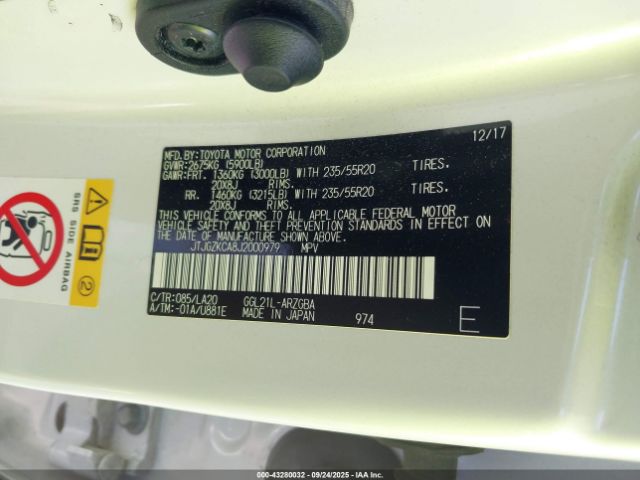 MFD.BY:TOYOTA MOTOR CORPORATION 12/17
GVWR:2675KG (5900LB)
GAWR:FRT. 1360KG (3000LB) WITH 235/55R20 TIRES.
20X8J RIMS.
RR. 1460KG (3215LB) WITH 235/55R20 TIRES.
20X8J RIMS.
THIS VEHICLE CONFORMS TO ALL APPLICABLE FEDERAL MOTOR
VEHICLE SAFETY AND THEFT PREVENTION STANDARDS IN EFFECT ON
THE DATE OF MANUFACTURE SHOWN ABOVE.
JTJGZKCA8J2000979 MPV
C/TR:085/LA20 GGL21L-ARZGBA
A/TM:-01A/U881E MADE IN JAPAN 974 E
SRS SIDE AIRBAG
2
000-43280032 - 09/24/2025 - IAAI.COM